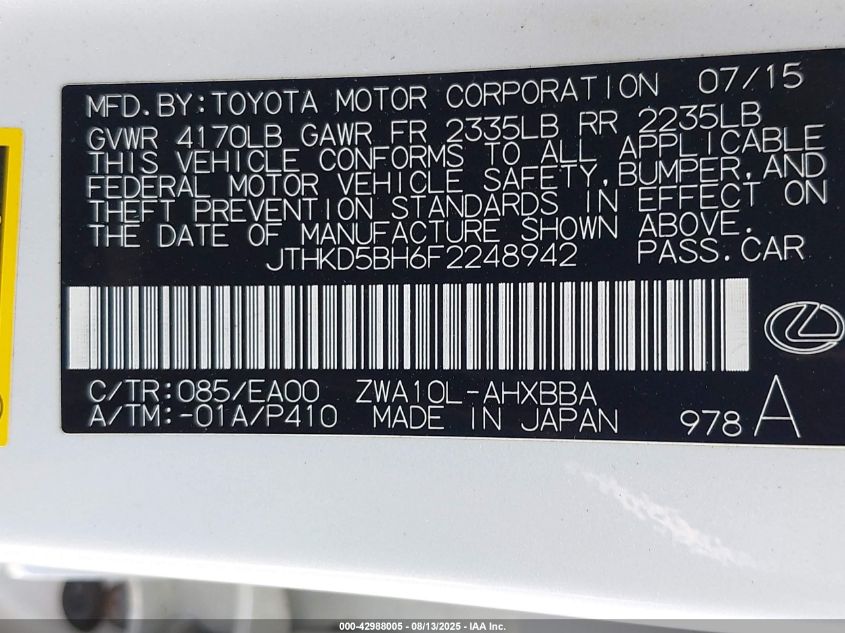 MFD.BY:TOYOTA MOTOR CORPORATION 07/15
GVWR 4170LB GAWR FR 2335LB RR 2235LB
THIS VEHICLE CONFORMS TO ALL APPLICABLE
FEDERAL MOTOR VEHICLE SAFETY,BUMPER,AND
THEFT PREVENTION STANDARDS IN EFFECT ON
THE DATE OF MANUFACTURE SHOWN ABOVE.
JTHKD5BH6F2248942 PASS.CAR
C/TR:085/EA00 ZWA10L-AHXBBA
A/TM:-01A/P410 MADE IN JAPAN 978 A
000-42988005 - 08/13/2025 - IAA Inc.